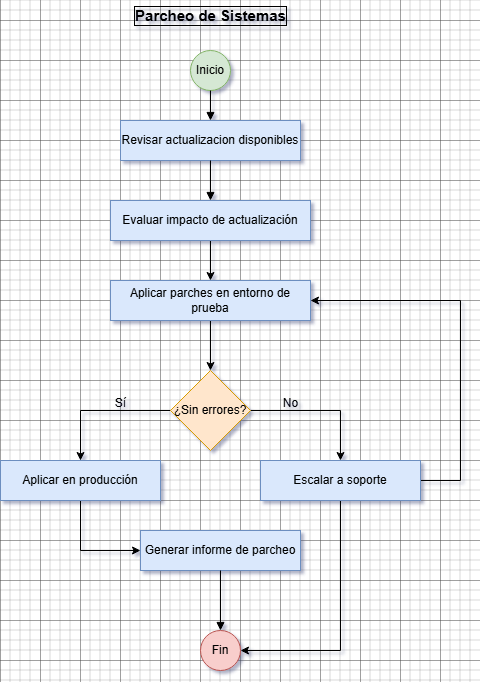 Parcheo de Sistemas
Inicio
Revisar actualizacion disponibles
Evaluar impacto de actualización
Aplicar parches en entorno de
prueba
¿Sin errores?
Sí
No
Aplicar en producción
Escalar a soporte
Generar informe de parcheo
Fin